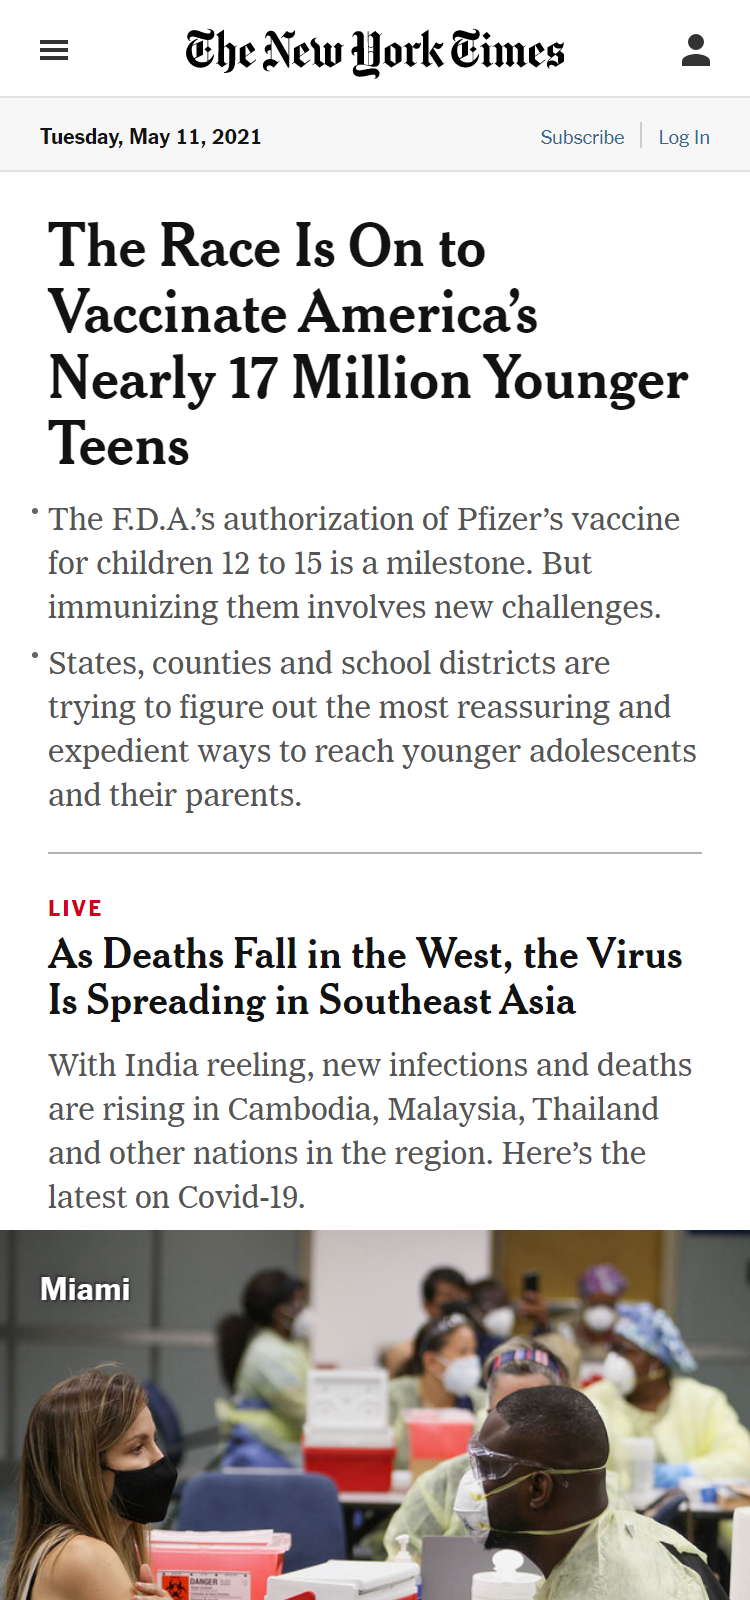 The New York Times
Tuesday, May 11, 2021
Subscribe
Log In
The Race Is On to
Vaccinate America’s
Nearly 17 Million Younger
Teens
• The F.D.A.’s authorization of Pfizer’s vaccine
for children 12 to 15 is a milestone. But
immunizing them involves new challenges.
• States, counties and school districts are
trying to figure out the most reassuring and
expedient ways to reach younger adolescents
and their parents.
LIVE
As Deaths Fall in the West, the Virus
Is Spreading in Southeast Asia
With India reeling, new infections and deaths
are rising in Cambodia, Malaysia, Thailand
and other nations in the region. Here’s the
latest on Covid-19.
Miami
DANGER